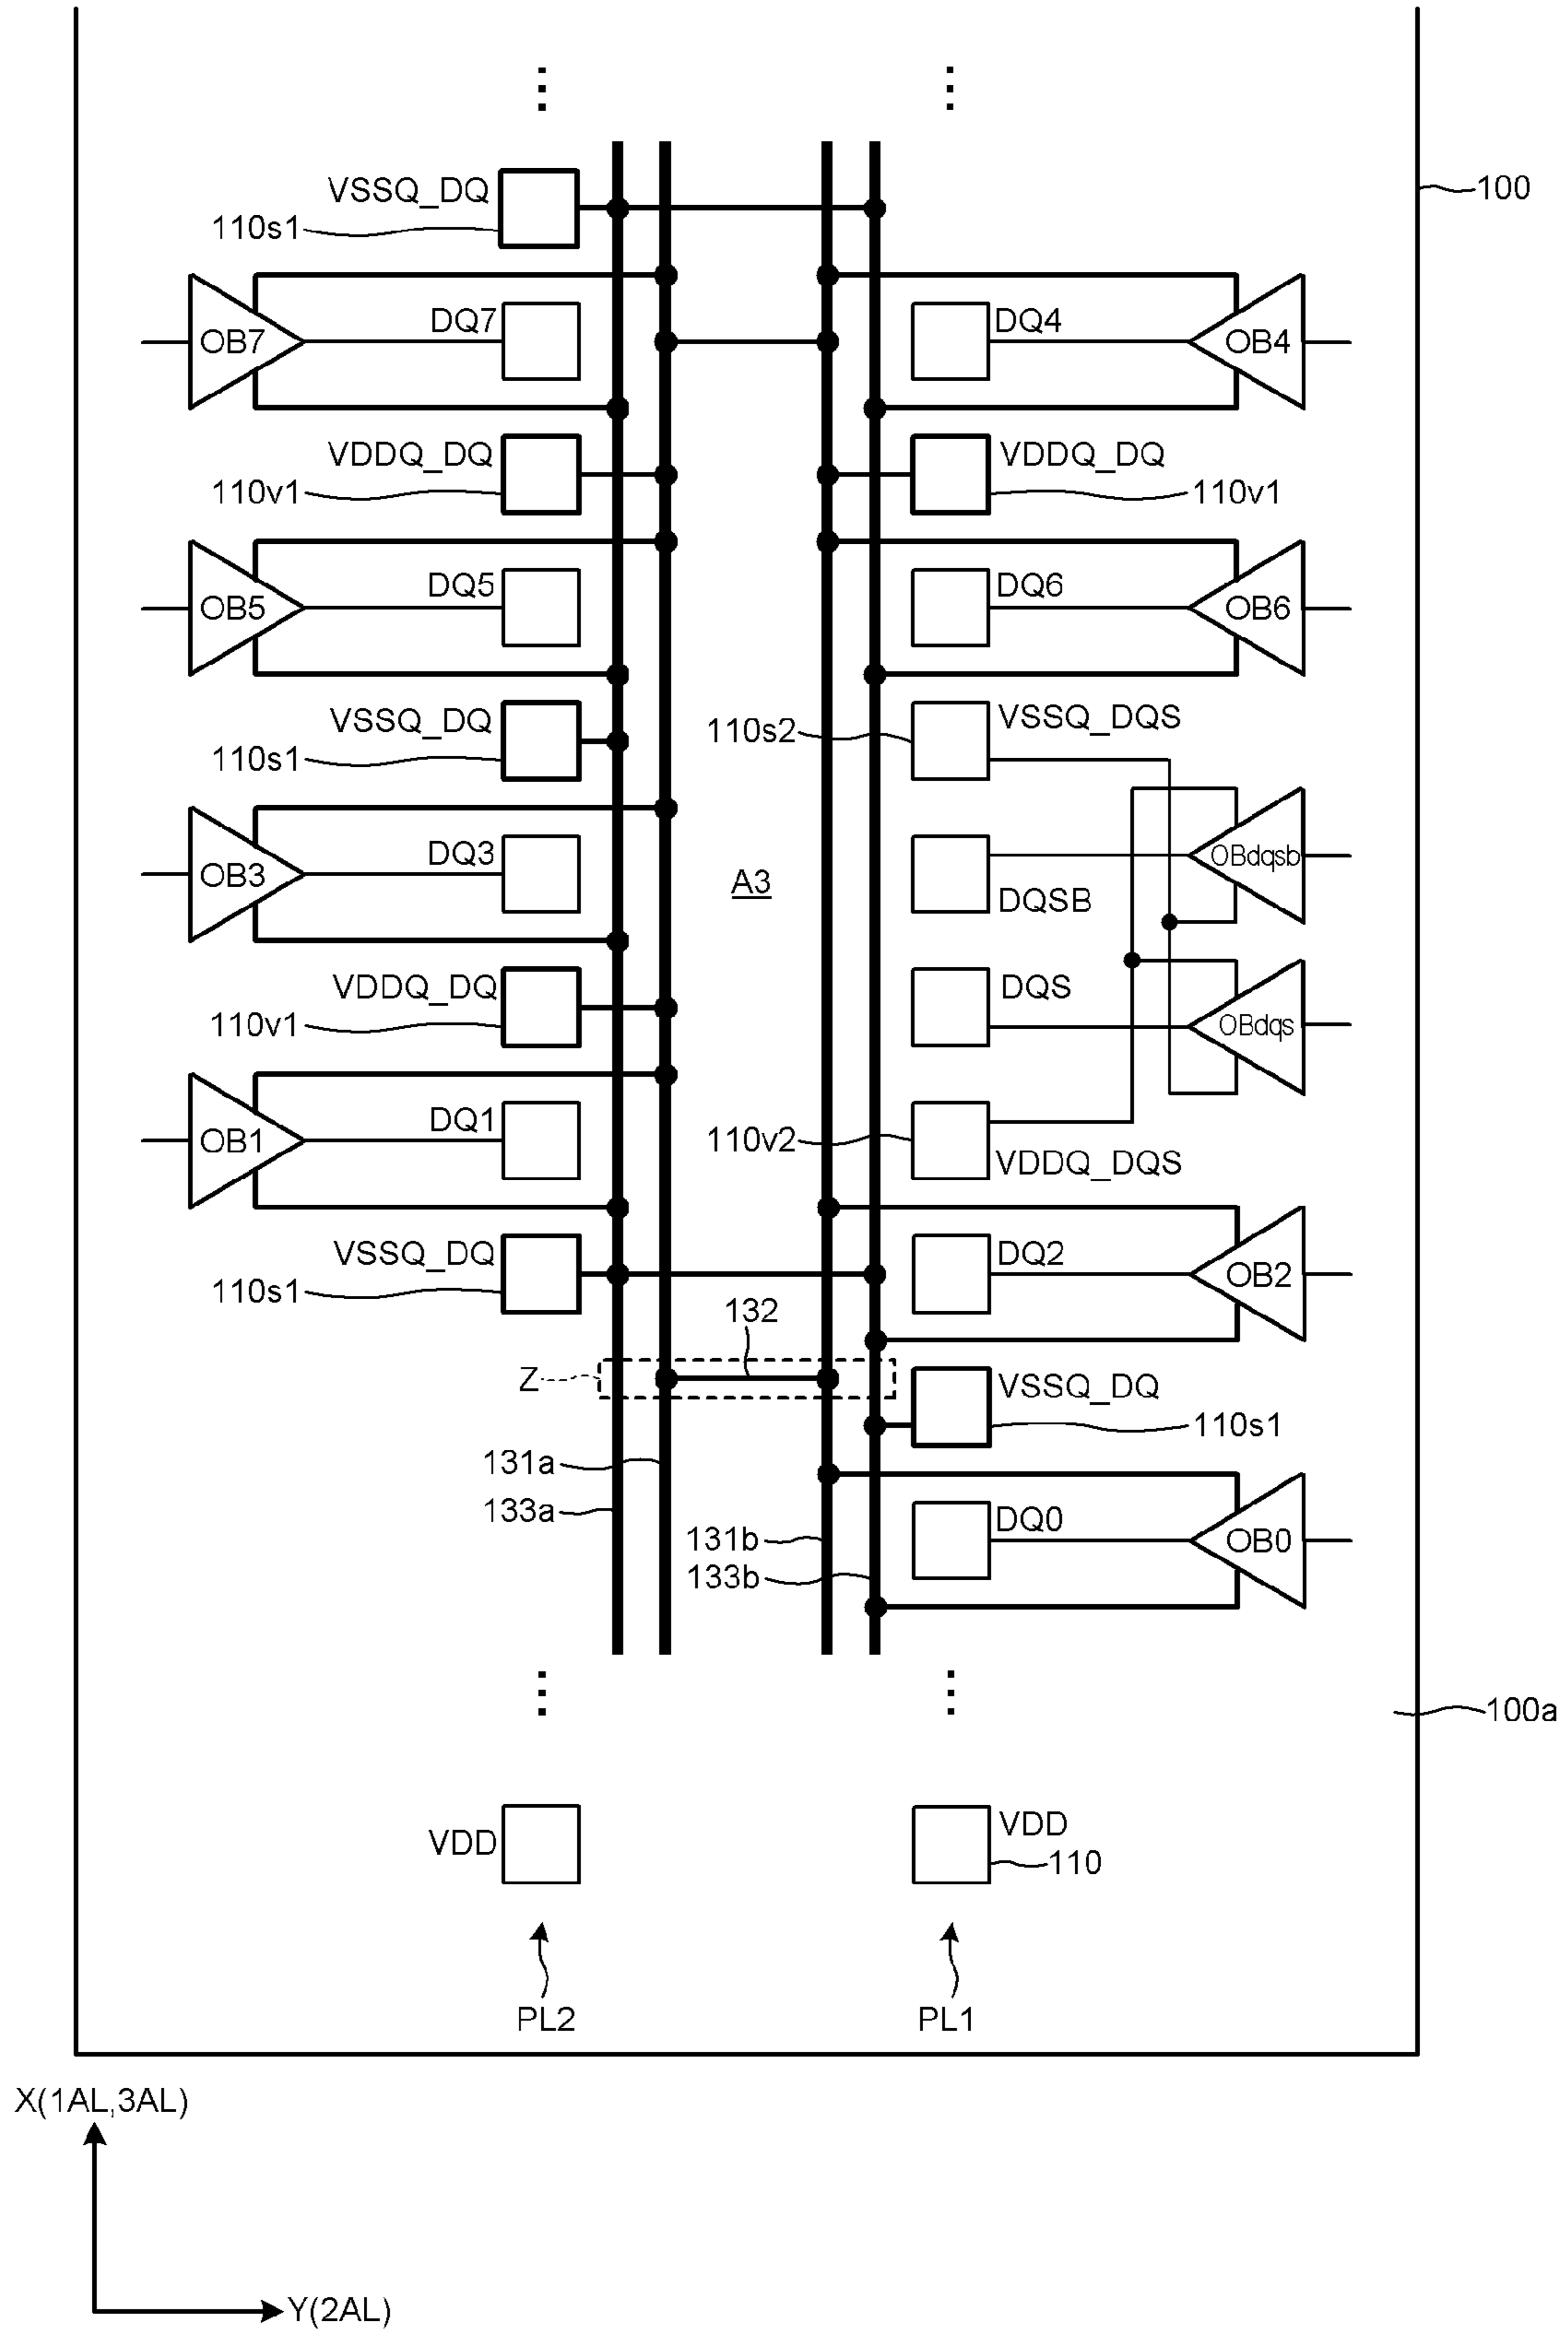 VSSQ_DQ
100
110s1
OB7
DQ7
DQ4
OB4
VDDQ_DQ
VDDQ_DQ
110v1
110v1
OB5
DQ5
DQ6
OB6
VSSQ_DQ
110s2
VSSQ_DQS
110s1
OB3
DQ3
A3
OBdqsb
DQSB
VDDQ_DQ
DQS
110v1
OBdqs
OB1
DQ1
110v2
VDDQ_DQS
VSSQ_DQ
DQ2
OB2
110s1
132
Z
VSSQ_DQ
110s1
131a
133a
DQ0
131b
OB0
133b
100a
VDD
VDD
110
PL2
PL1
X(1AL,3AL)
Y(2AL)